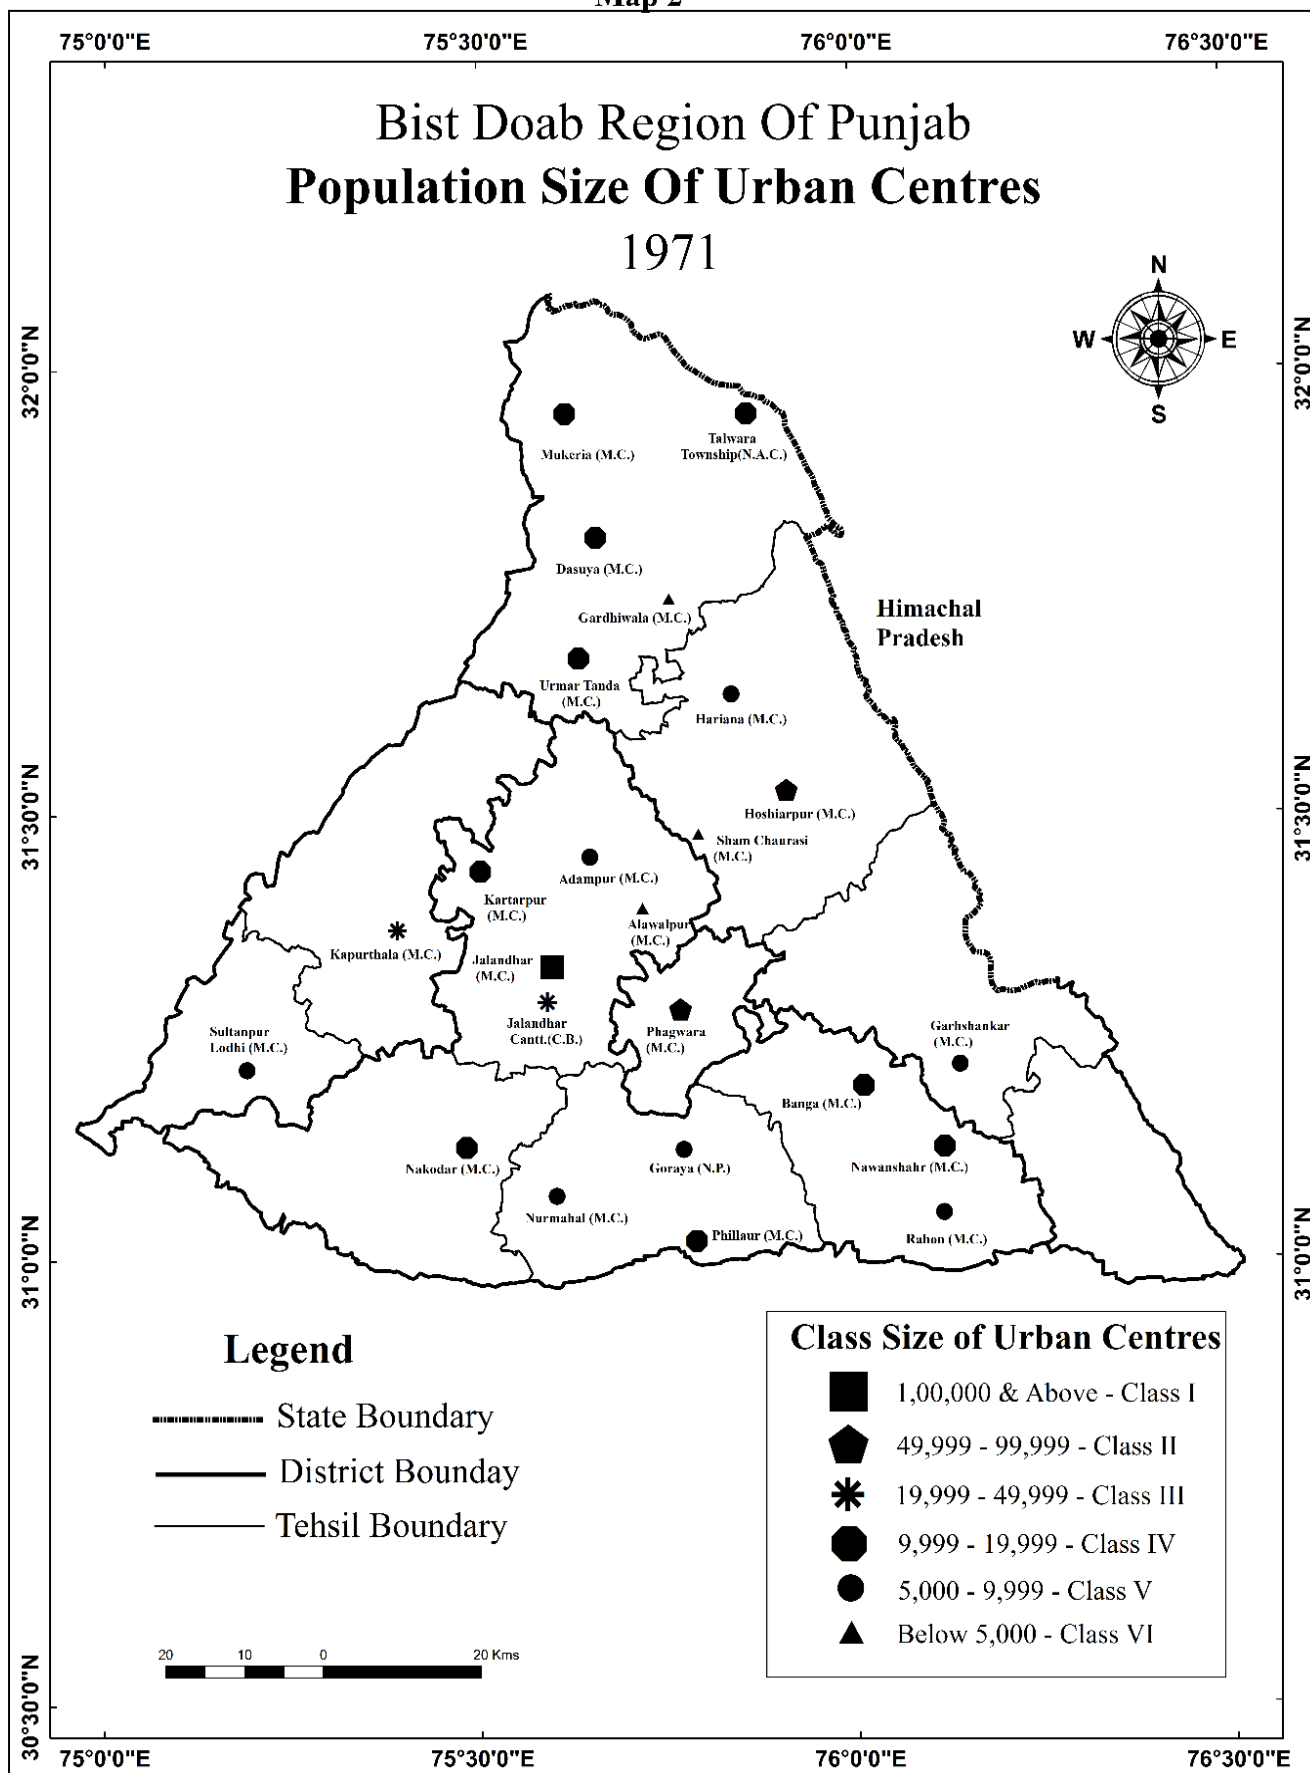 Map 2
75°0'0"E
75°30'0"E
76°0'0"E
76°30'0"E
Bist Doab Region Of Punjab
Population Size Of Urban Centres
1971
N
W
E
S
32°0'0"N
32°0'0"N
Mukeria (M.C.)
Talwara
Township(N.A.C.)
Dasuya (M.C.)
Gardhiwala (M.C.)
Himachal
Pradesh
Urmar Tanda
(M.C.)
Hariana (M.C.)
31°30'0"N
31°30'0"N
Hoshiarpur (M.C.)
Sham Chaurasi
(M.C.)
Adampur (M.C.)
Kartarpur
(M.C.)
Alawalpur
(M.C.)
Kapurthala (M.C.)
Jalandhar
(M.C.)
Jalandhar
Cantt.(C.B.)
Phagwara
(M.C.)
Sultanpur
Lodhi (M.C.)
Garhshankar
(M.C.)
Banga (M.C.)
Nakodar (M.C.)
Goraya (N.P.)
Nawanshahr (M.C.)
Nurmahal (M.C.)
Phillaur (M.C.)
Rahon (M.C.)
31°0'0"N
31°0'0"N
Legend
State Boundary
District Bounday
Tehsil Boundary
Class Size of Urban Centres
1,00,000 & Above - Class I
49,999 - 99,999 - Class II
19,999 - 49,999 - Class III
9,999 - 19,999 - Class IV
5,000 - 9,999 - Class V
Below 5,000 - Class VI
20 10 0 20 Kms
30°30'0"N
75°0'0"E
75°30'0"E
76°0'0"E
76°30'0"E